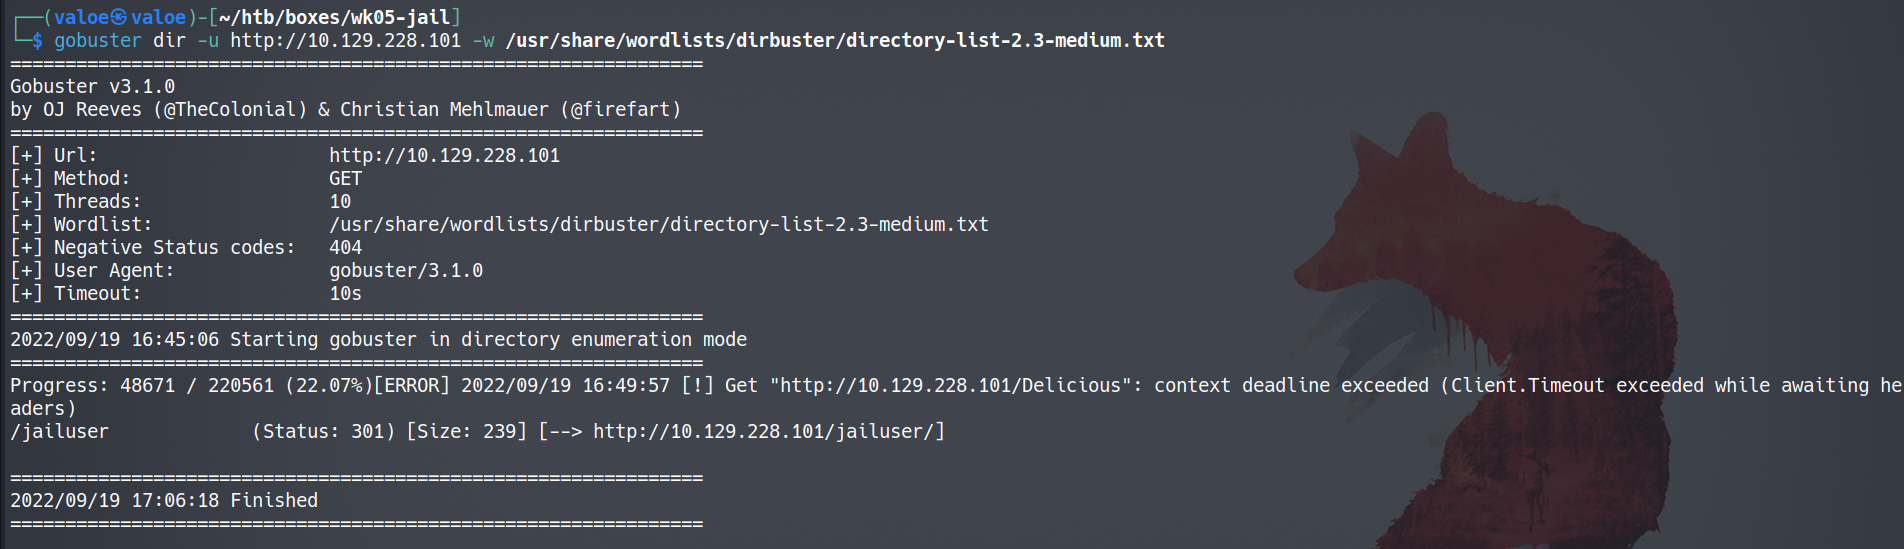 ┌──(valoe㉿valoe)-[~/htb/boxes/wk05-jail]
└─$ gobuster dir -u http://10.129.228.101 -w /usr/share/wordlists/dirbuster/directory-list-2.3-medium.txt
===============================================================
Gobuster v3.1.0
by OJ Reeves (@TheColonial) & Christian Mehlmauer (@firefart)
===============================================================
[+] Url:                     http://10.129.228.101
[+] Method:                  GET
[+] Threads:                 10
[+] Wordlist:                /usr/share/wordlists/dirbuster/directory-list-2.3-medium.txt
[+] Negative Status codes:   404
[+] User Agent:              gobuster/3.1.0
[+] Timeout:                 10s
===============================================================
2022/09/19 16:45:06 Starting gobuster in directory enumeration mode
===============================================================
Progress: 48671 / 220561 (22.07%)[ERROR] 2022/09/19 16:49:57 [!] Get "http://10.129.228.101/Delicious": context deadline exceeded (Client.Timeout exceeded while awaiting he
aders)
/jailuser             (Status: 301) [Size: 239] [--> http://10.129.228.101/jailuser/]
===============================================================
2022/09/19 17:06:18 Finished
===============================================================